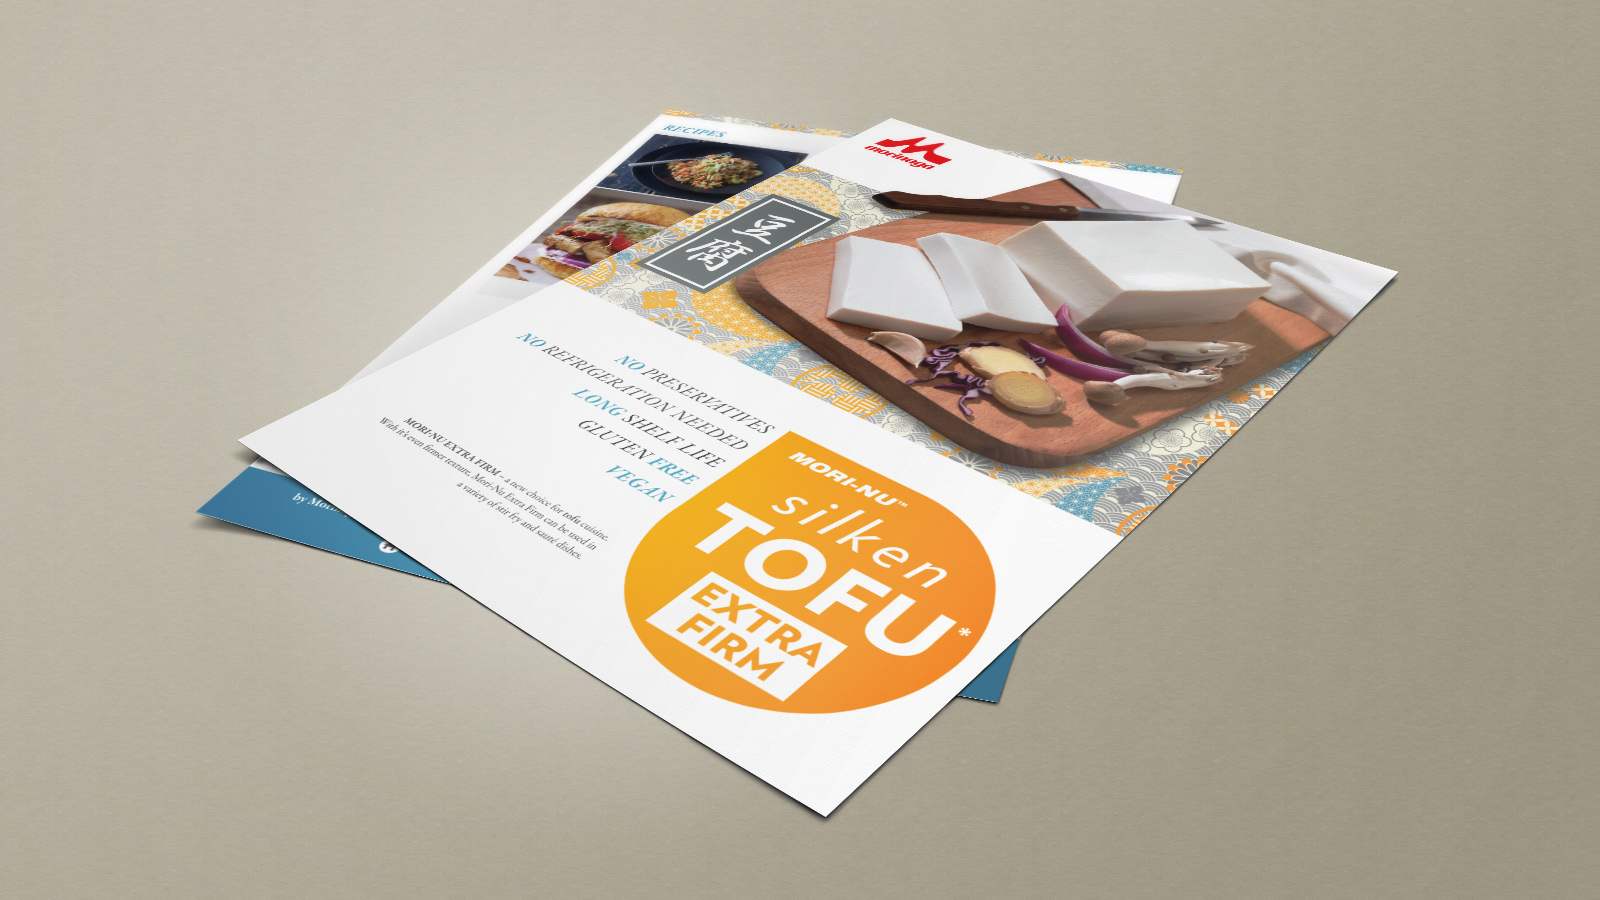 RECIPES
morinaga
豆腐
NO PRESERVATIVES
NO REFRIGERATION NEEDED
LONG SHELF LIFE
GLUTEN FREE
VEGAN
MORI-NU EXTRA FIRM – a new choice for tofu cuisine.
With it's even firmer texture, Mori-Nu Extra Firm can be used in
a variety of stir fry and sauté dishes.
MORI-NU™
silken
TOFU*
EXTRA
FIRM
by